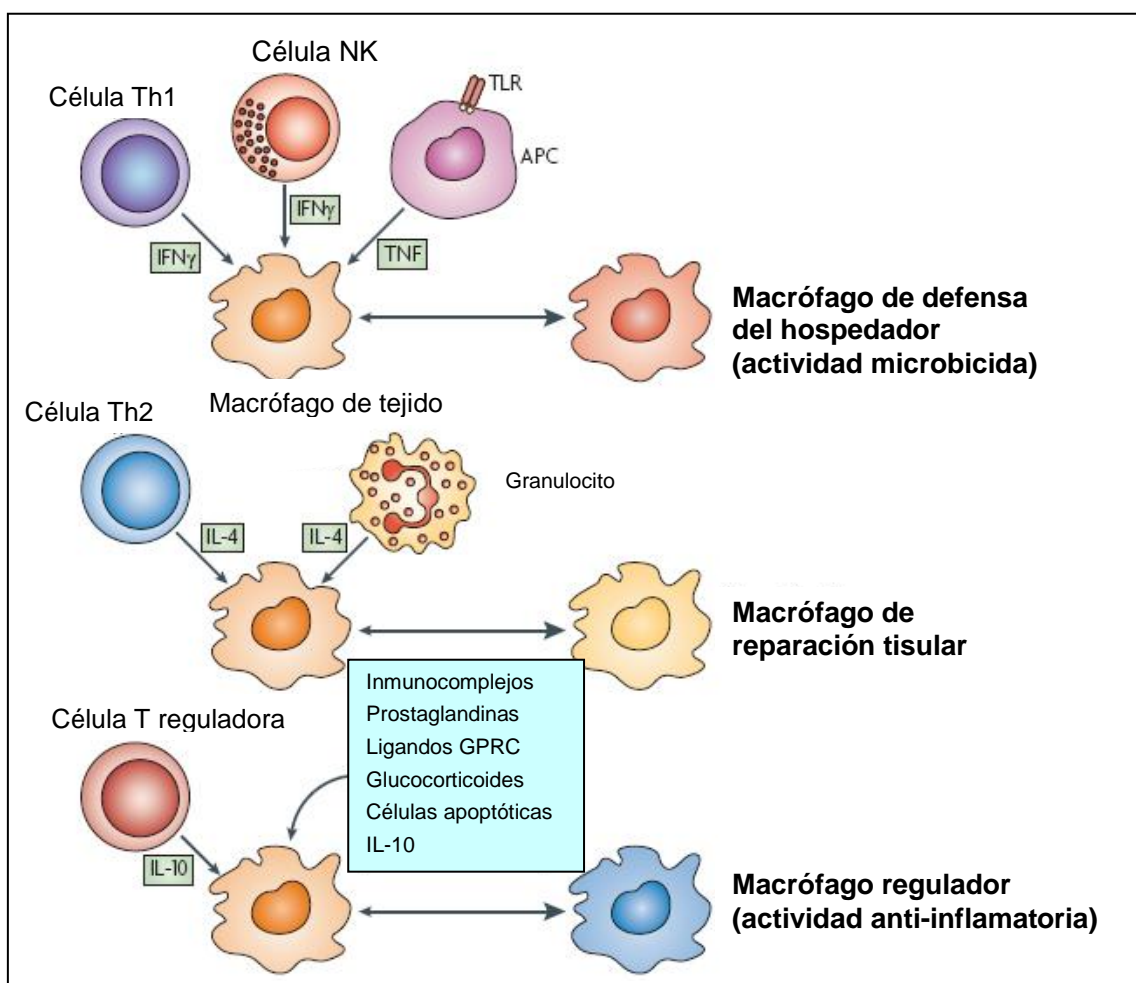 Célula NK
Célula Th1
TLR
APC
IFNγ
IFNγ
TNF
Macrófago de defensa
del hospedador
(actividad microbicida)
Célula Th2
Macrófago de tejido
Granulocito
IL-4
IL-4
Macrófago de
reparación tisular
Inmunocomplejos
Prostaglandinas
Ligandos GPRC
Glucocorticoides
Células apoptóticas
IL-10
Célula T reguladora
IL-10
Macrófago regulador
(actividad anti-inflamatoria)